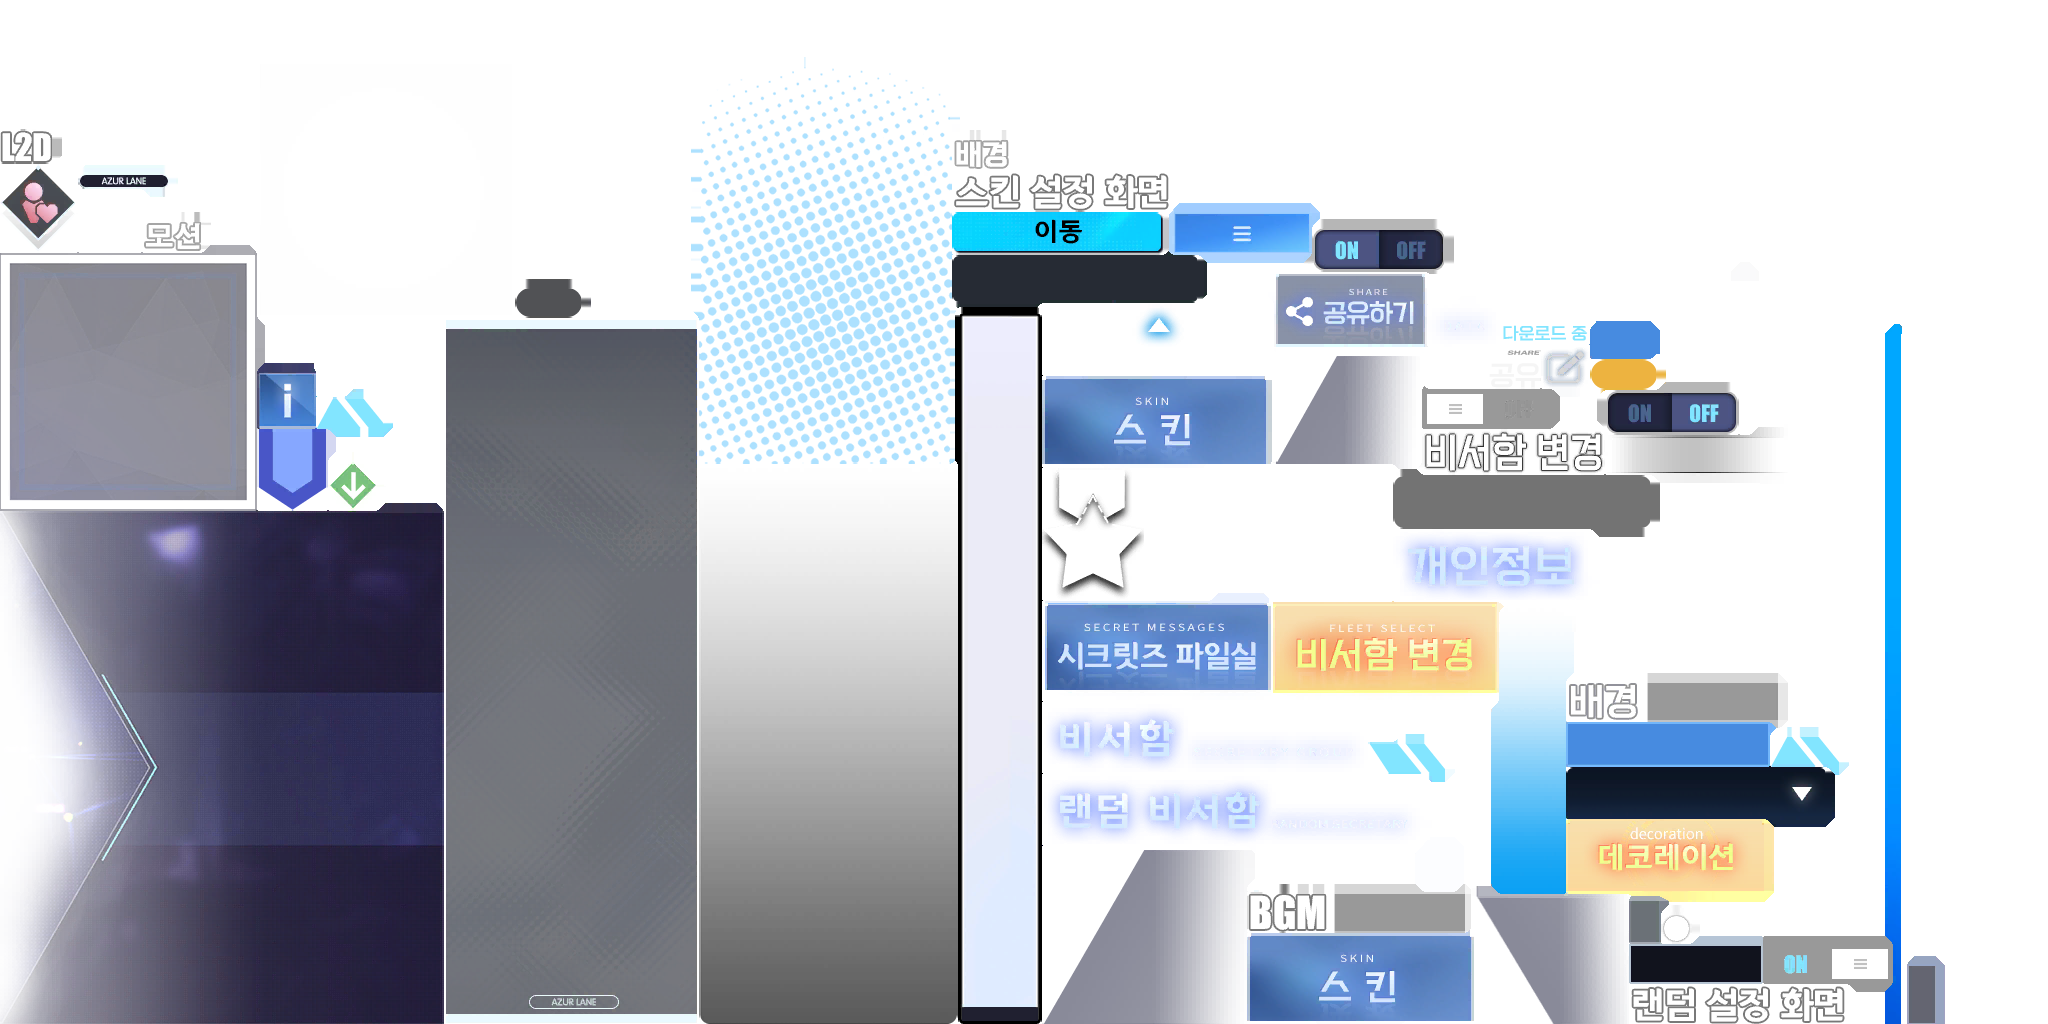 L2D
AZUR LANE
모션
배경
스킨 설정 화면
이동
ON OFF
SHARE
공유하기
다운로드 중
SHARE
공유
ON OFF
SKIN
스킨
비서함 변경
개인정보
SECRET MESSAGES
시크릿즈 파일실
FLEET SELECT
비서함 변경
배경
비서함
랜덤 비서함
decoration
데코레이션
BGM
SKIN
스킨
ON
랜덤 설정 화면
AZUR LANE